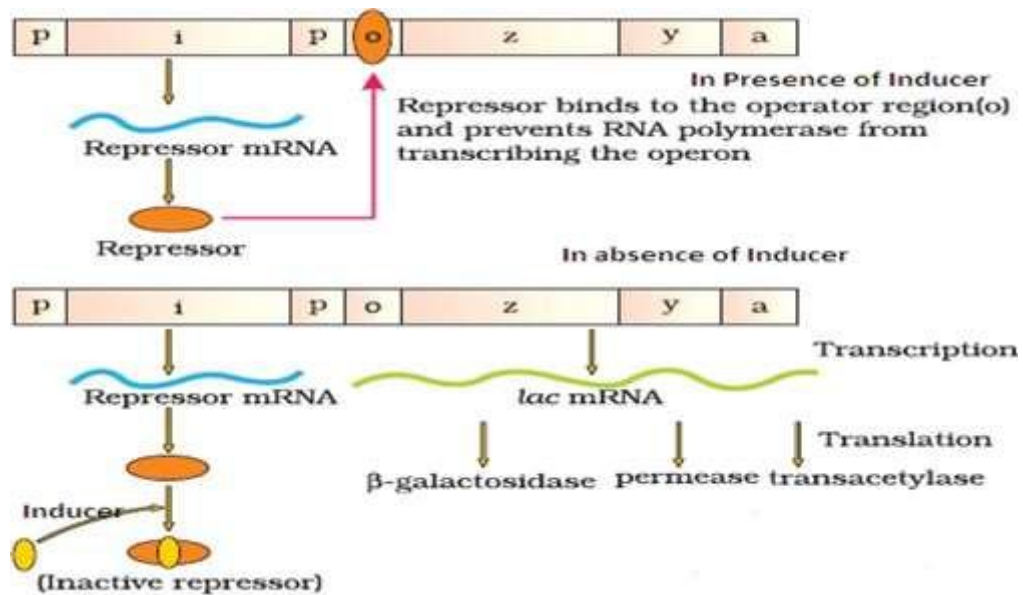 p i p o z y a
In Presence of Inducer
Repressor binds to the operator region(o)
and prevents RNA polymerase from
transcribing the operon
Repressor mRNA
Repressor
In absence of Inducer
p i p o z y a
Transcription
Repressor mRNA
lac mRNA
Translation
β-galactosidase permease transacetylase
Inducer
(Inactive repressor)